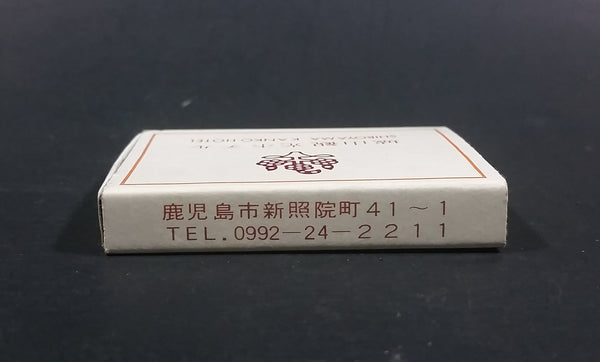 SHIROYAMA KANKO HOTEL
城山観光ホテル
鹿児島市新照院町41〜1
TEL.0992—24—2211